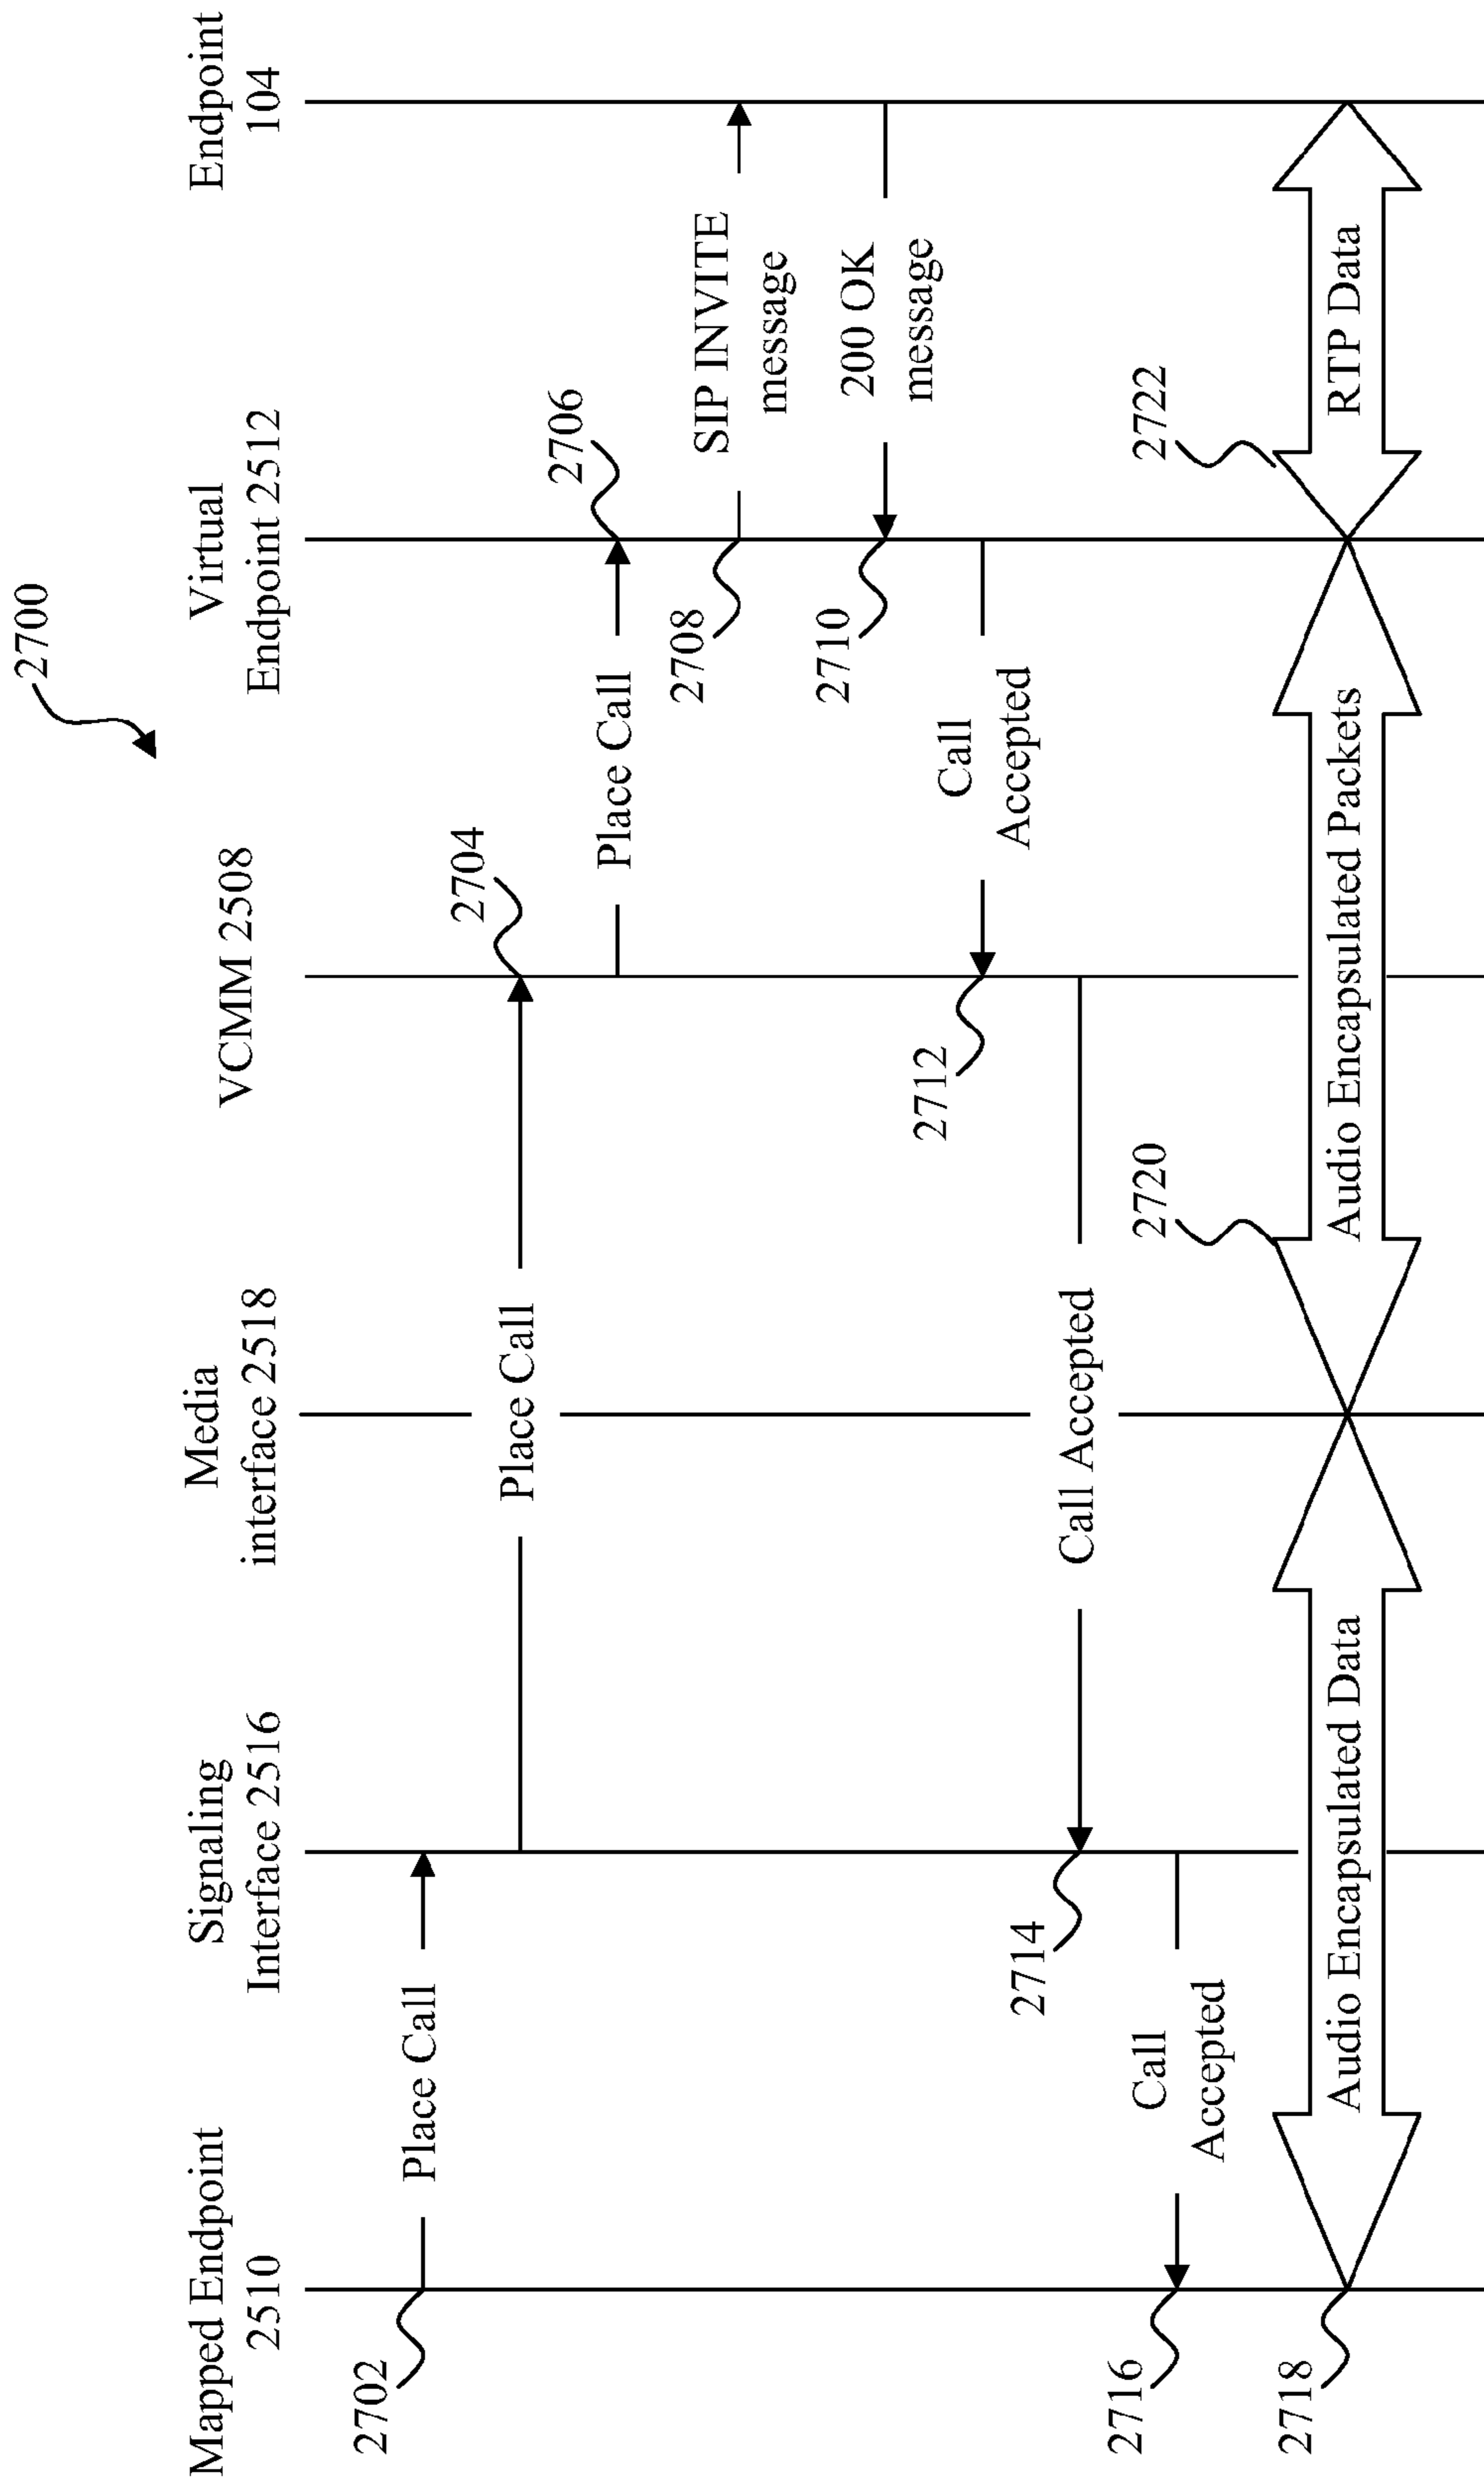 2700
Mapped Endpoint
2510
Signaling
Interface 2516
Media
interface 2518
VCMM 2508
Virtual
Endpoint 2512
Endpoint
104
2702
Place Call
Place Call
2704
Place Call
2706
2708
SIP INVITE
message
2710
200 OK
message
Call
Accepted
2712
Call Accepted
2714
Call
Accepted
2716
2718
Audio Encapsulated Data
2720
Audio Encapsulated Packets
2722
RTP Data